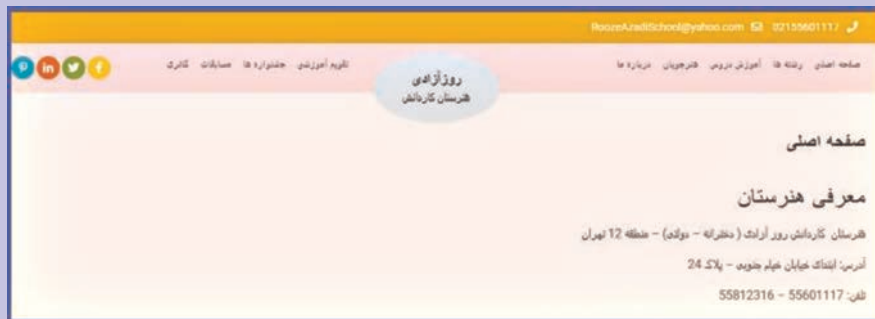 02155601117 RoozeAzadiSchool@yahoo.com
صفحه اصلی رشته ها آموزش دروس هنرجویان درباره ما
روزآزادی
هنرستان کاردانش
تقویم آموزشی جشنواره ها مسابقات گالری
صفحه اصلی
معرفی هنرستان
هنرستان کاردانش روز آزادی ( دخترانه – دولتی) – منطقه 12 تهران
آدرس: ابتدای خیابان خیام جنوبی – پلاک 24
تلفن: 55601117 – 55812316